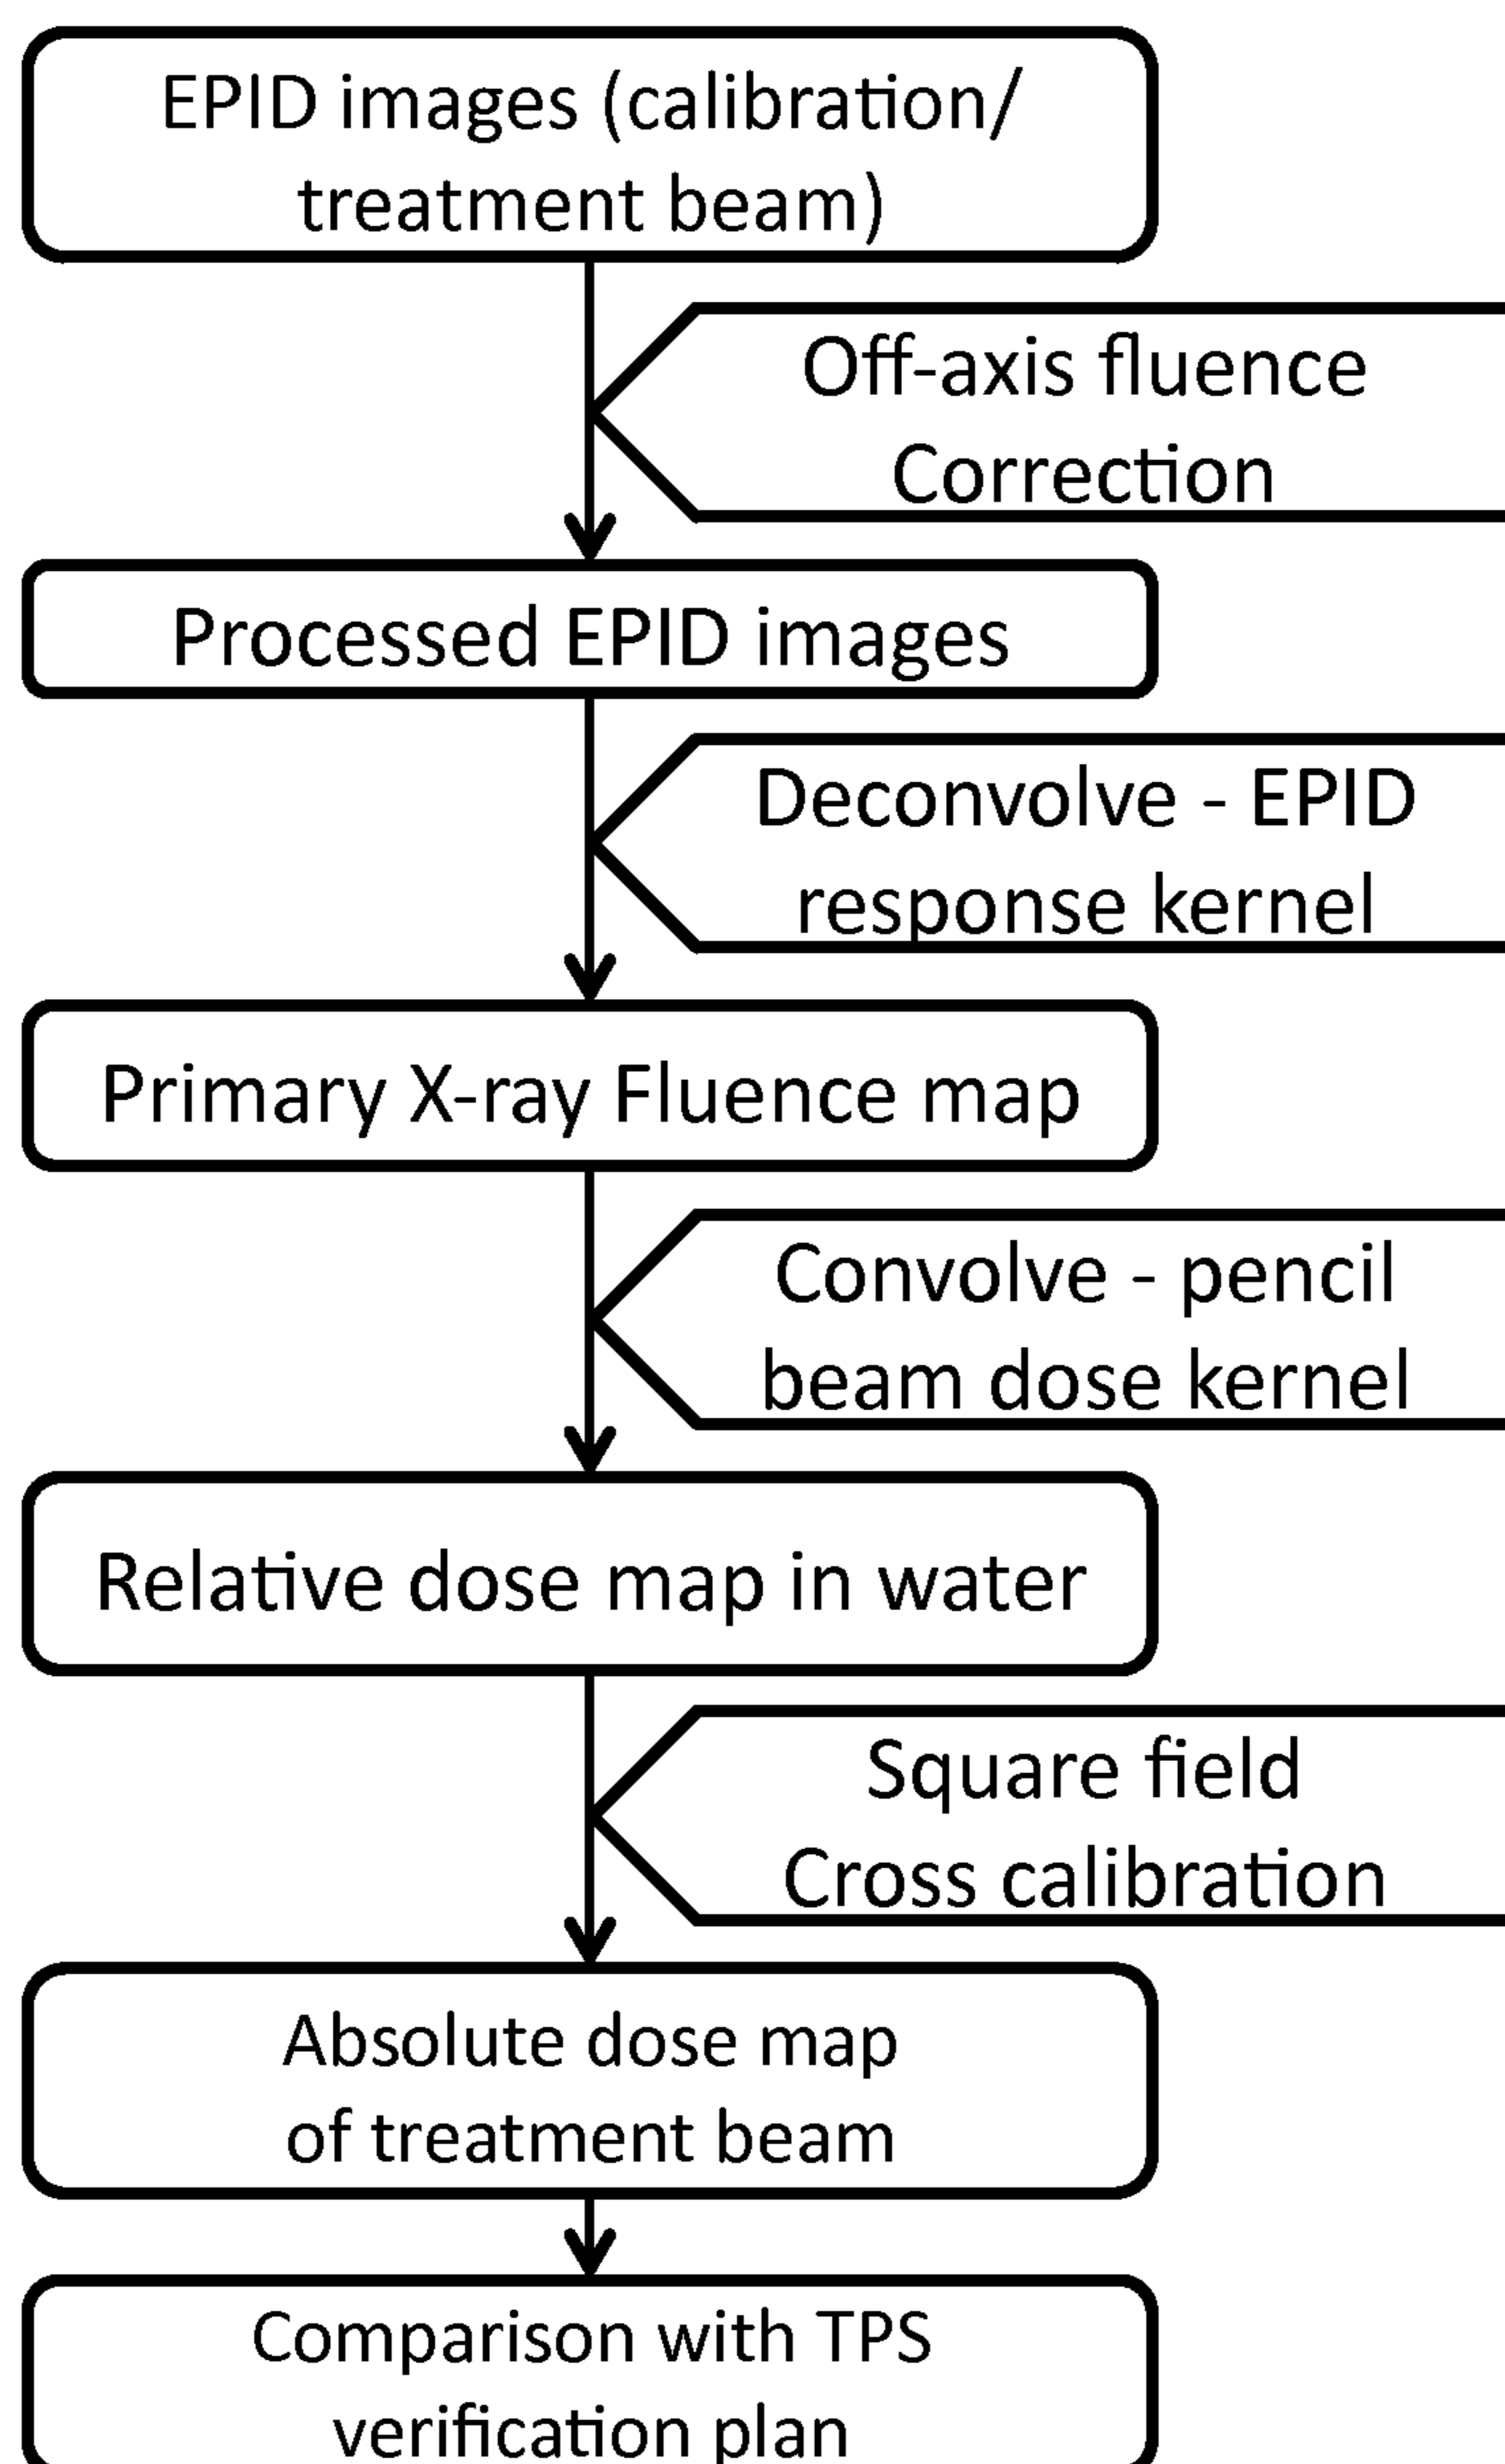 EPID images (calibration/
treatment beam)
Off-axis fluence
Correction
Processed EPID images
Deconvolve - EPID
response kernel
Primary X-ray Fluence map
Convolve - pencil
beam dose kernel
Relative dose map in water
Square field
Cross calibration
Absolute dose map
of treatment beam
Comparison with TPS
verification plan